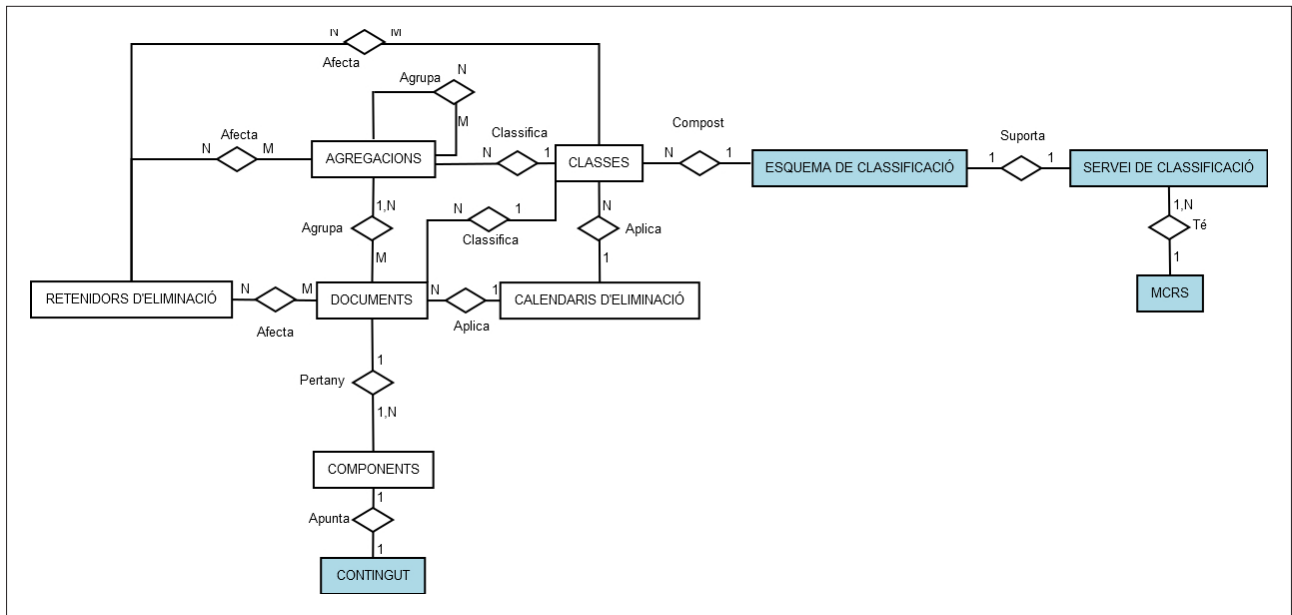 N M
Afecta
N
Agrupa
M
Afecta
N M
AGREGACIONS
Classifica
N 1
CLASSES
Compost
N 1
ESQUEMA DE CLASSIFICACIÓ
Suporta
1 1
SERVEI DE CLASSIFICACIÓ
1,N
Agrupa
M
N 1
Classifica
N
Aplica
1
1,N
Té
1
MCRS
RETENIDORS D'ELIMINACIÓ
N M
Afecta
DOCUMENTS
N 1
Aplica
CALENDARIS D'ELIMINACIÓ
1
Pertany
1,N
COMPONENTS
1
Apunta
1
CONTINGUT